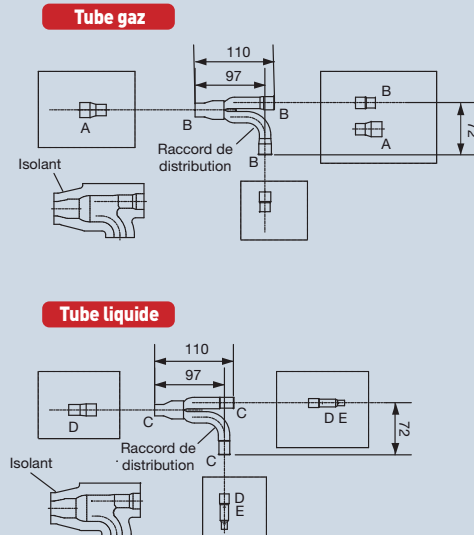 Tube gaz
110
97
B
A
B
B
A
72
Raccord de
distribution
B
Isolant
Tube liquide
110
97
D
C
C
D E
72
Raccord de
distribution
C
Isolant
D
E